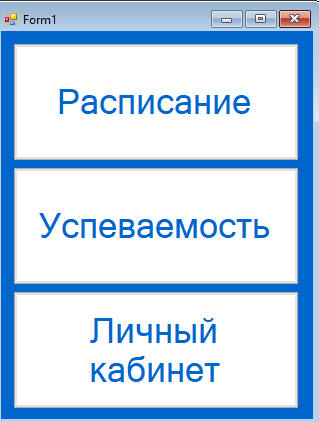 Form1
Расписание
Успеваемость
Личный
кабинет